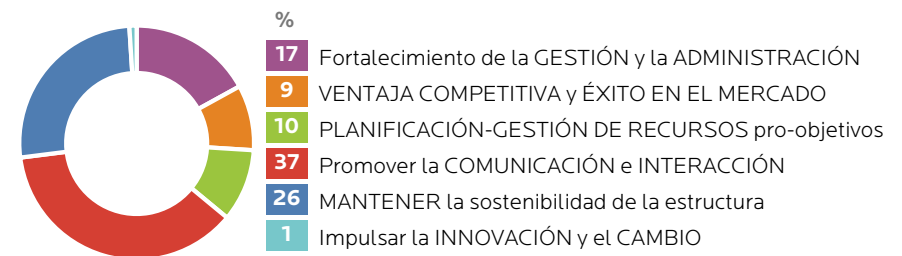 %
17 Fortalecimiento de la GESTIÓN y la ADMINISTRACIÓN
9 VENTAJA COMPETITIVA y ÉXITO EN EL MERCADO
10 PLANIFICACIÓN-GESTIÓN DE RECURSOS pro-objetivos
37 Promover la COMUNICACIÓN e INTERACCIÓN
26 MANTENER la sostenibilidad de la estructura
1 Impulsar la INNOVACIÓN y el CAMBIO